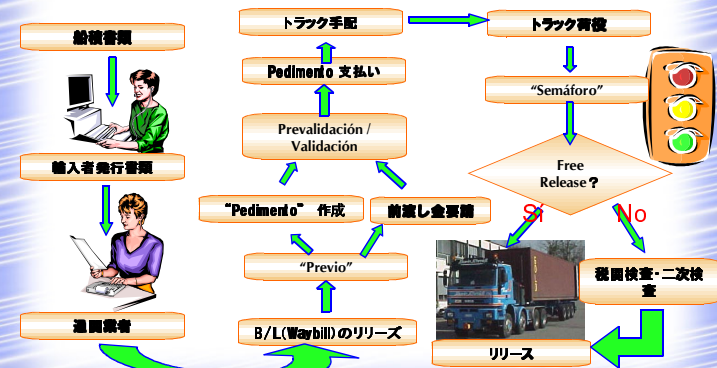 船積書類
輸入者発行書類
通関業者
B/L(Waybill)のリリーズ
“Previo”
“Pedimento” 作成
前渡し金要請
Prevalidación /
Validación
Pedimento 支払い
トラック手配
トラック荷役
“Semáforo”
Free
Release?
Sí
No
税関検査・二次検
査
リリース